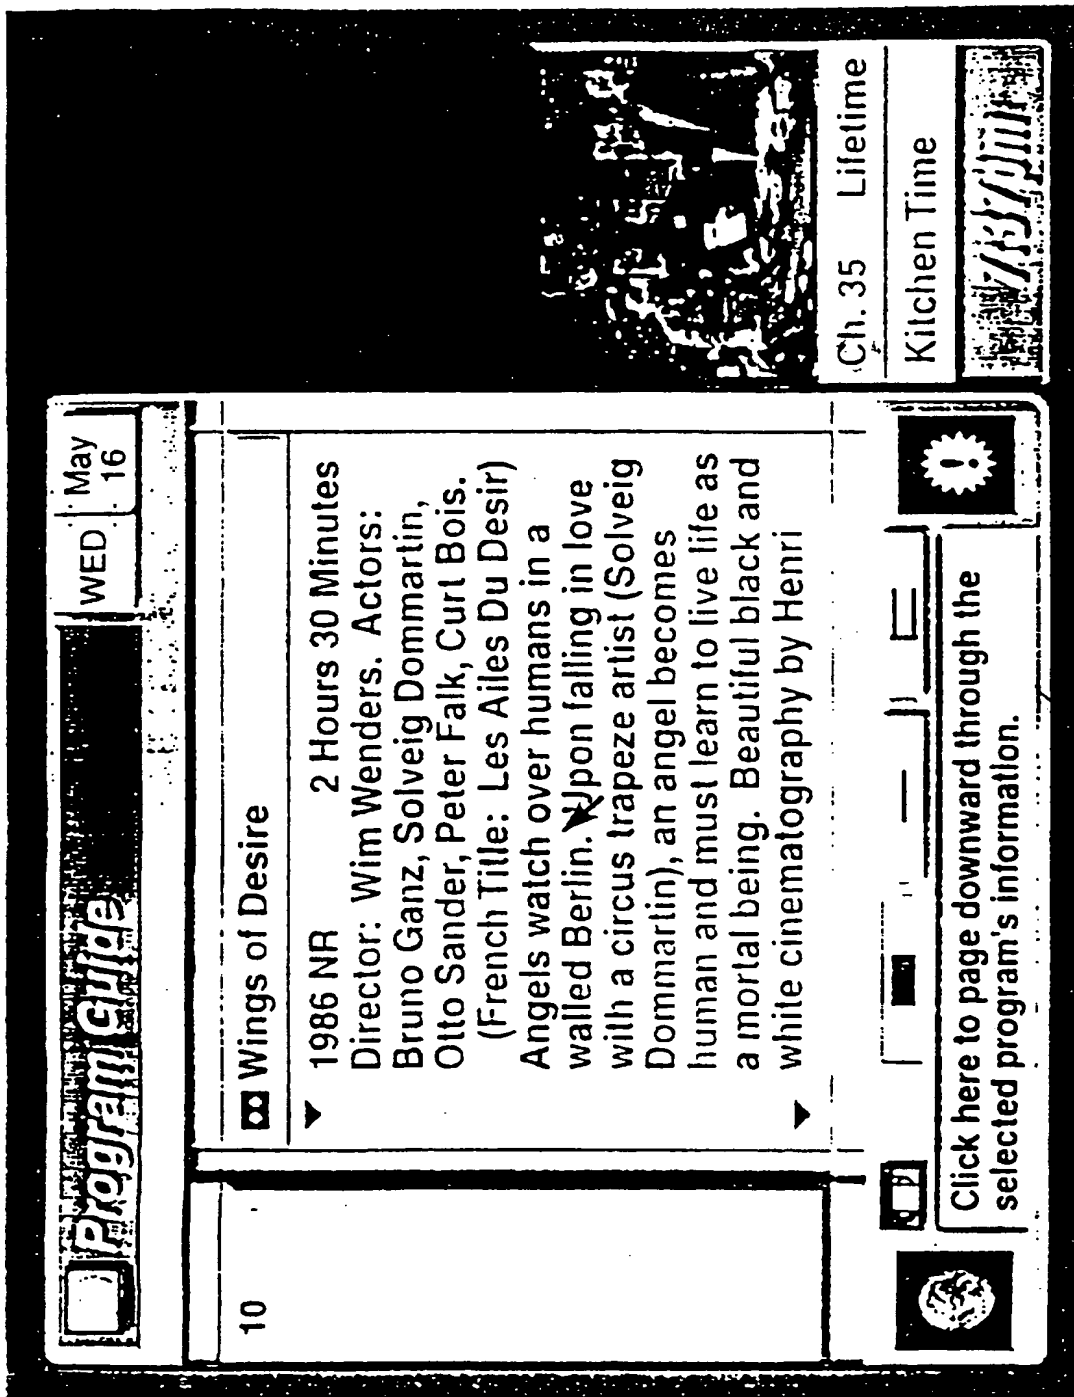 Program Guide
WED
May
16
10
Wings of Desire
1986 NR 2 Hours 30 Minutes
Director: Wim Wenders. Actors:
Bruno Ganz, Solveig Dommartin,
Otto Sander, Peter Falk, Curt Bois.
(French Title: Les Ailes Du Desir)
Angels watch over humans in a
walled Berlin. Upon falling in love
with a circus trapeze artist (Solveig
Dommartin), an angel becomes
human and must learn to live life as
a mortal being. Beautiful black and
white cinematography by Henri
!
Click here to page downward through the
selected program's information.
Ch. 35 Lifetime
Kitchen Time